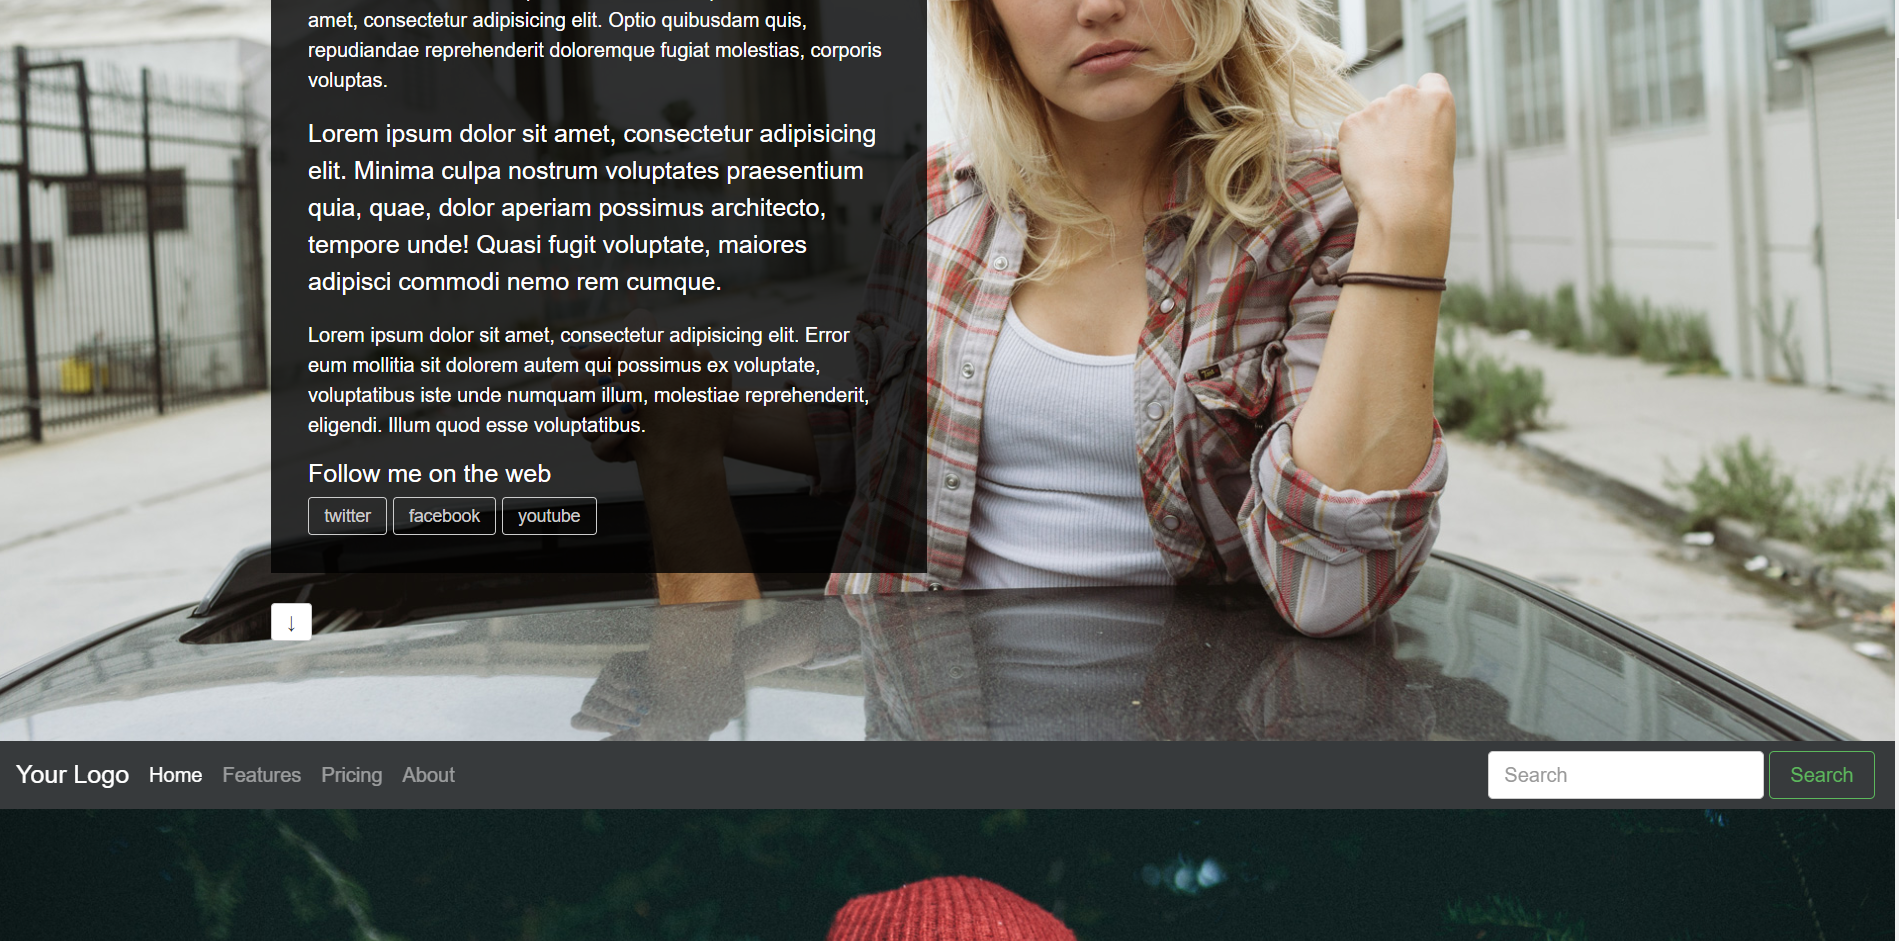 amet, consectetur adipisicing elit. Optio quibusdam quis,
repudiandae reprehenderit doloremque fugiat molestias, corporis
voluptas.
Lorem ipsum dolor sit amet, consectetur adipisicing
elit. Minima culpa nostrum voluptates praesentium
quia, quae, dolor aperiam possimus architecto,
tempore unde! Quasi fugit voluptate, maiores
adipisci commodi nemo rem cumque.
Lorem ipsum dolor sit amet, consectetur adipisicing elit. Error
eum mollitia sit dolorem autem qui possimus ex voluptate,
voluptatibus iste unde numquam illum, molestiae reprehenderit,
eligendi. Illum quod esse voluptatibus.
Follow me on the web
twitter facebook youtube
↓
Your Logo Home Features Pricing About Search Search